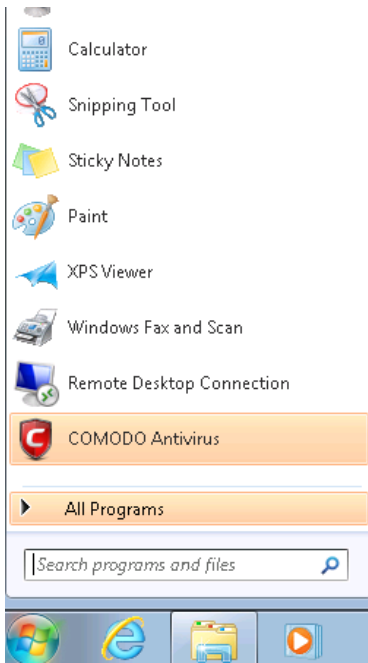 Calculator
Snipping Tool
Sticky Notes
Paint
XPS Viewer
Windows Fax and Scan
Remote Desktop Connection
COMODO Antivirus
All Programs
Search programs and files